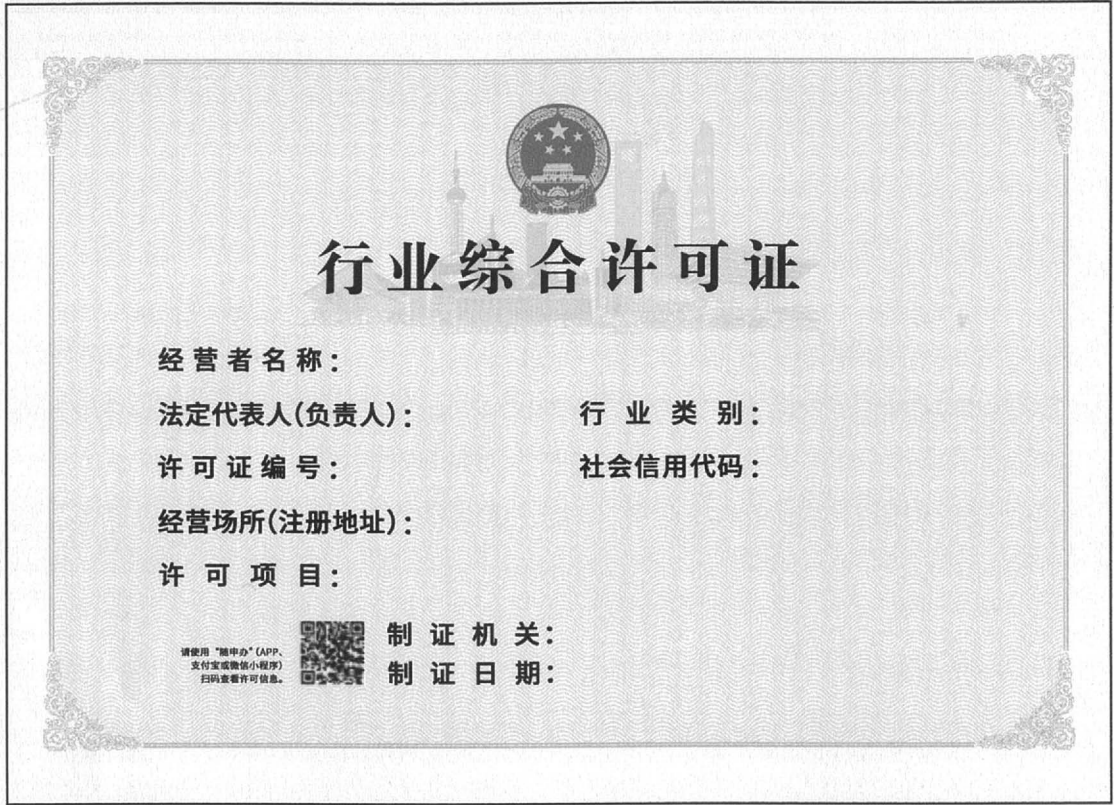 行业综合许可证
经营者名称：
法定代表人(负责人)： 行业类别：
许可证编号： 社会信用代码：
经营场所(注册地址)：
许可项目：
制证机关：
请使用“随申办”(APP、
支付宝或微信小程序)
扫码查看许可信息。
制证日期：